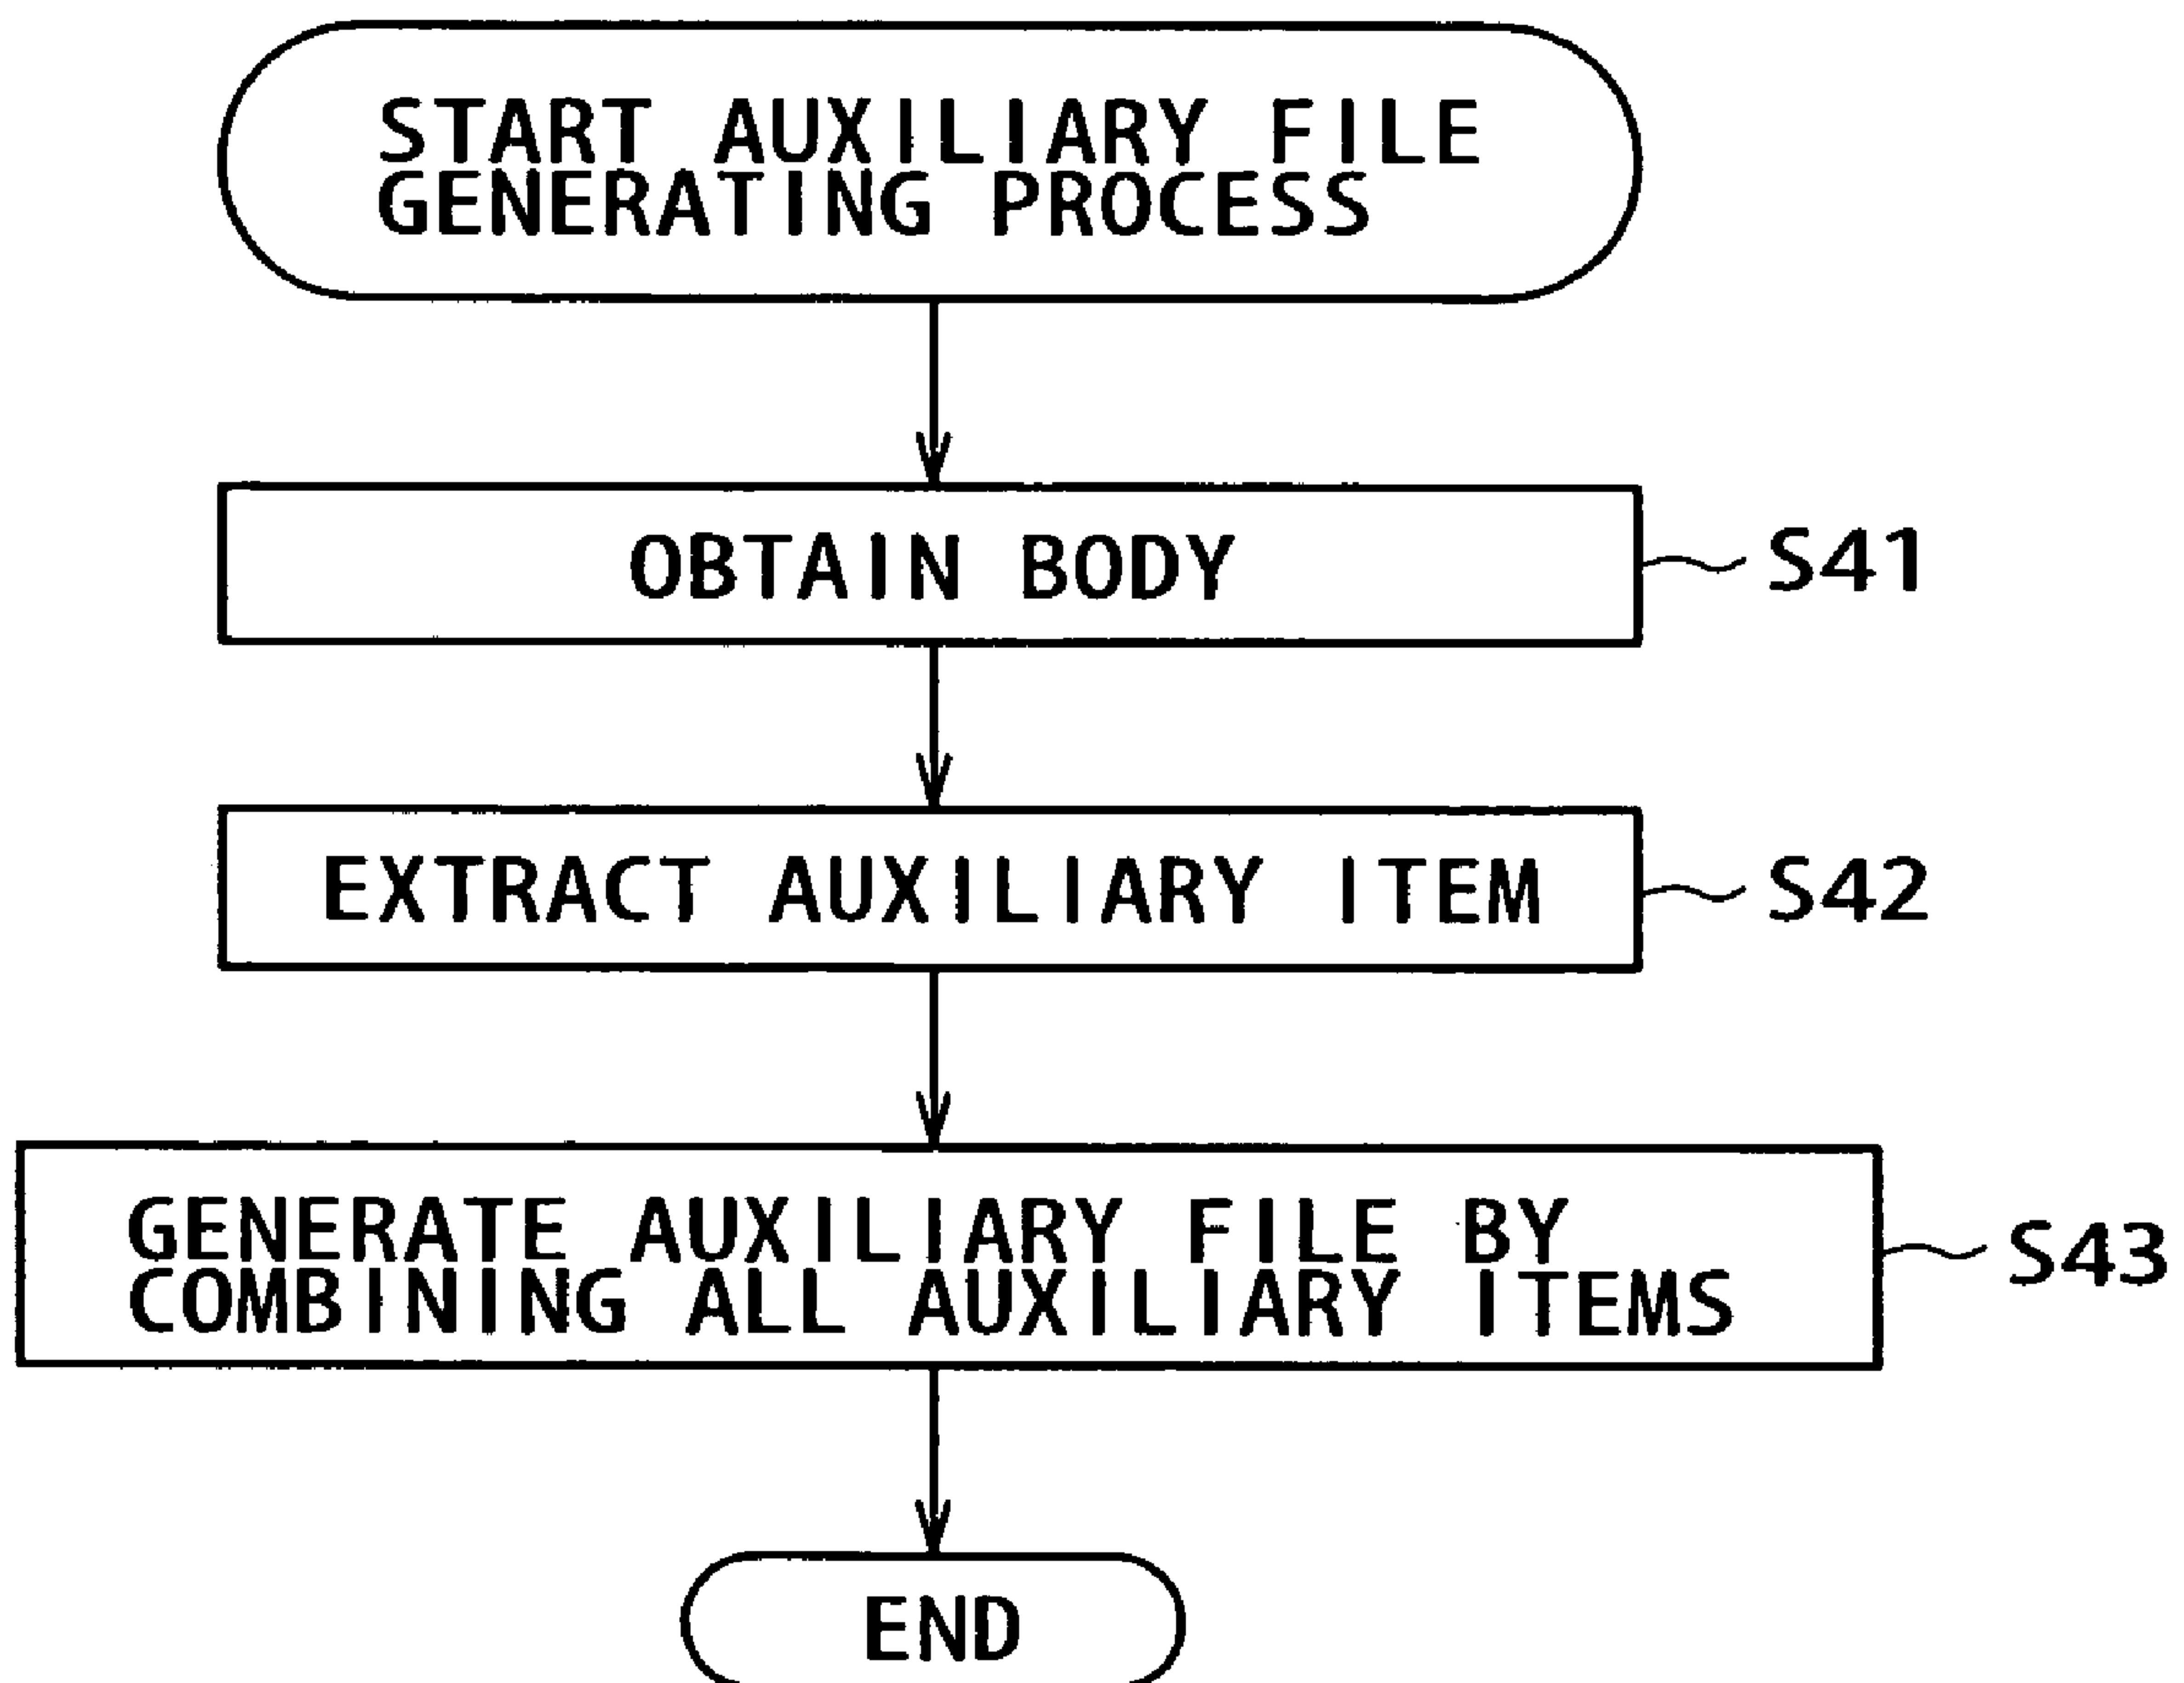 START AUXILIARY FILE
GENERATING PROCESS
OBTAIN BODY
S41
EXTRACT AUXILIARY ITEM
S42
GENERATE AUXILIARY FILE BY
COMBINING ALL AUXILIARY ITEMS
S43
END